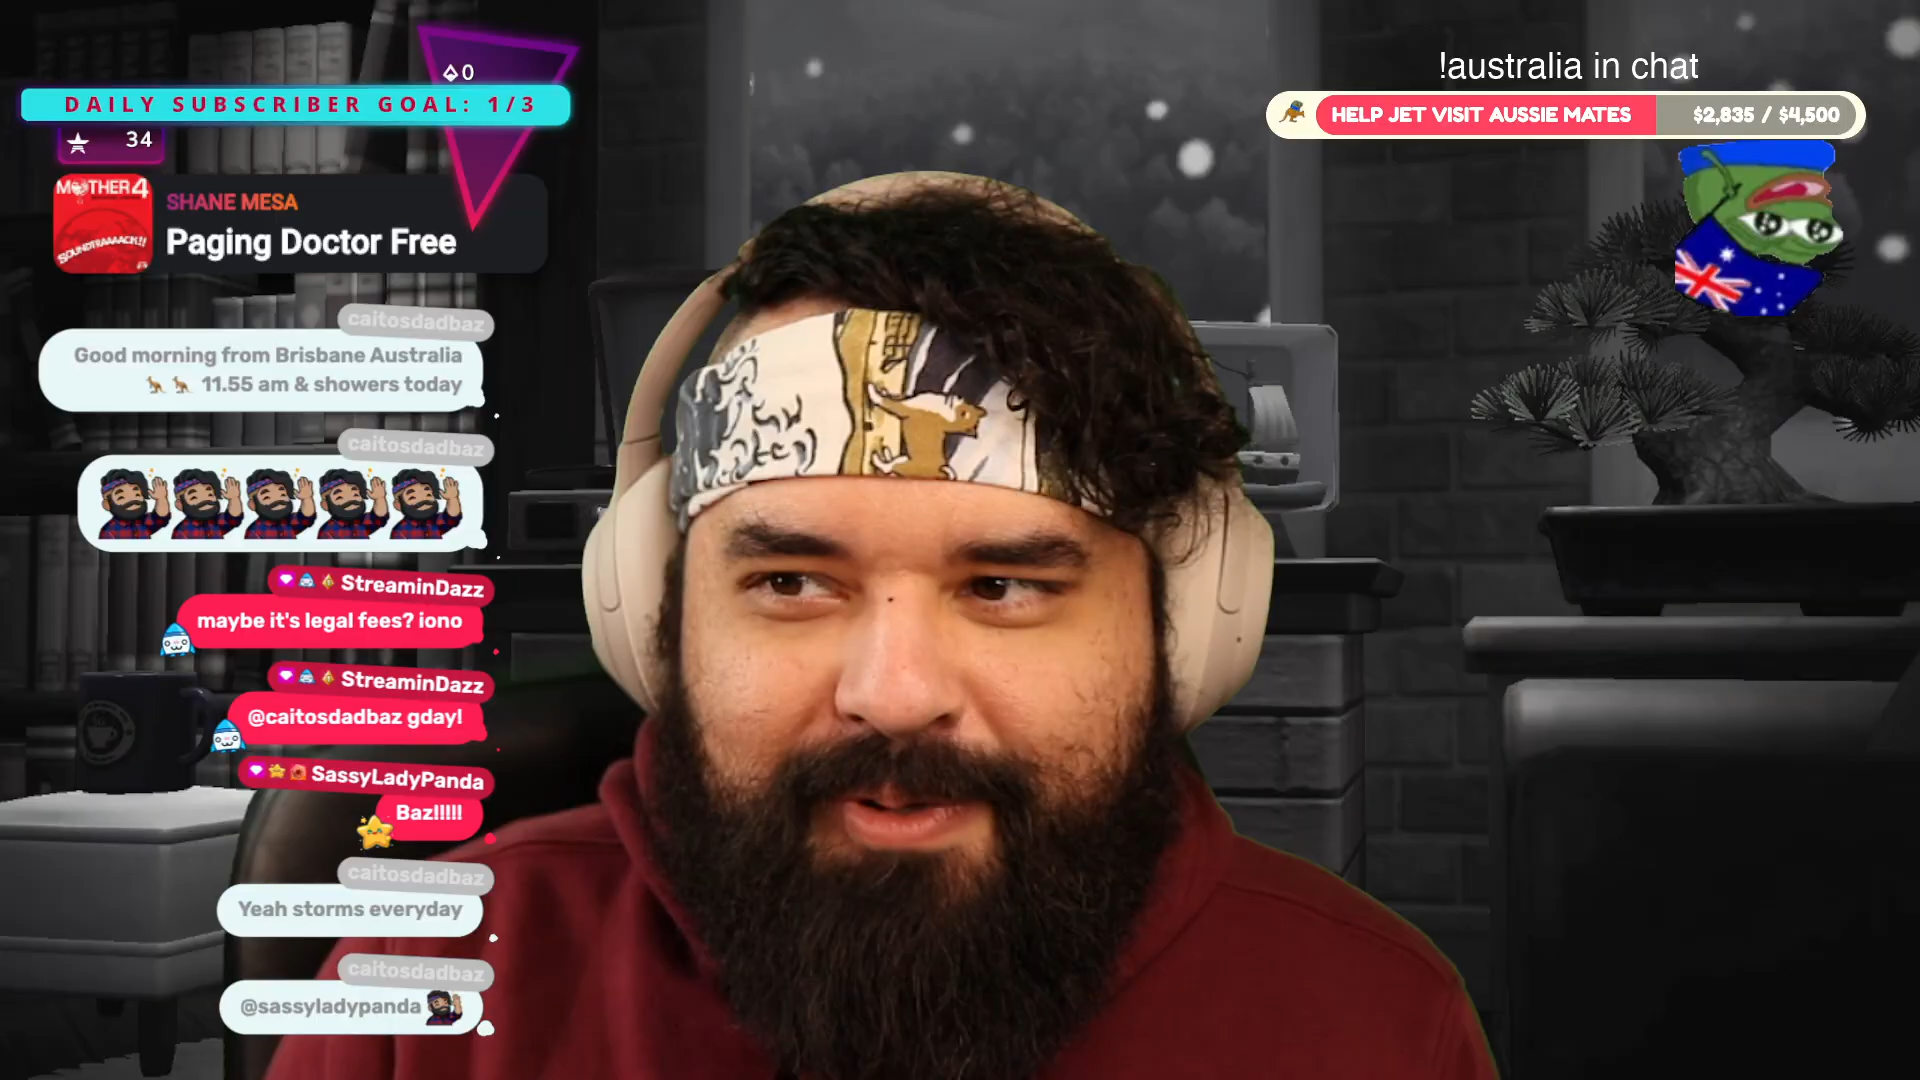 0
DAILY SUBSCRIBER GOAL: 1/3
34
MOTHER4
SOUNDTRAAAACK!!
SHANE MESA
Paging Doctor Free
caitosdadbaz
Good morning from Brisbane Australia
11.55 am & showers today
caitosdadbaz
StreaminDazz
maybe it's legal fees? iono
StreaminDazz
@caitosdadbaz gday!
SassyLadyPanda
Baz!!!!!
caitosdadbaz
Yeah storms everyday
caitosdadbaz
@sassyladypanda
!australia in chat
HELP JET VISIT AUSSIE MATES
$2,835 / $4,500